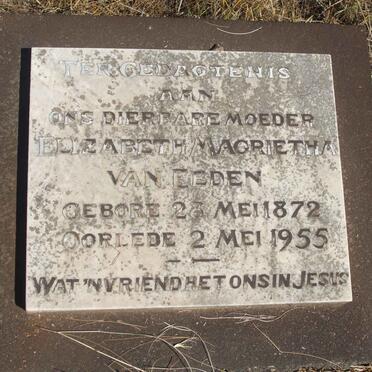 TER GEDAGTENIS
AAN
ONS DIERBARE MOEDER
ELIZABETH MAGRIETHA
VAN EEDEN
GEBORE 28 MEI 1872
OORLEDE 2 MEI 1955
WAT 'N VRIEND HET ONS IN JESUS